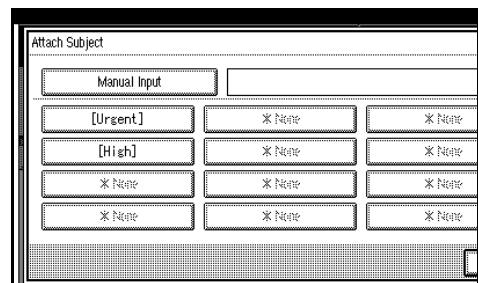 Attach Subject
Manual Input
[Urgent] * None * None
[High] * None * None
* None * None * None
* None * None * None